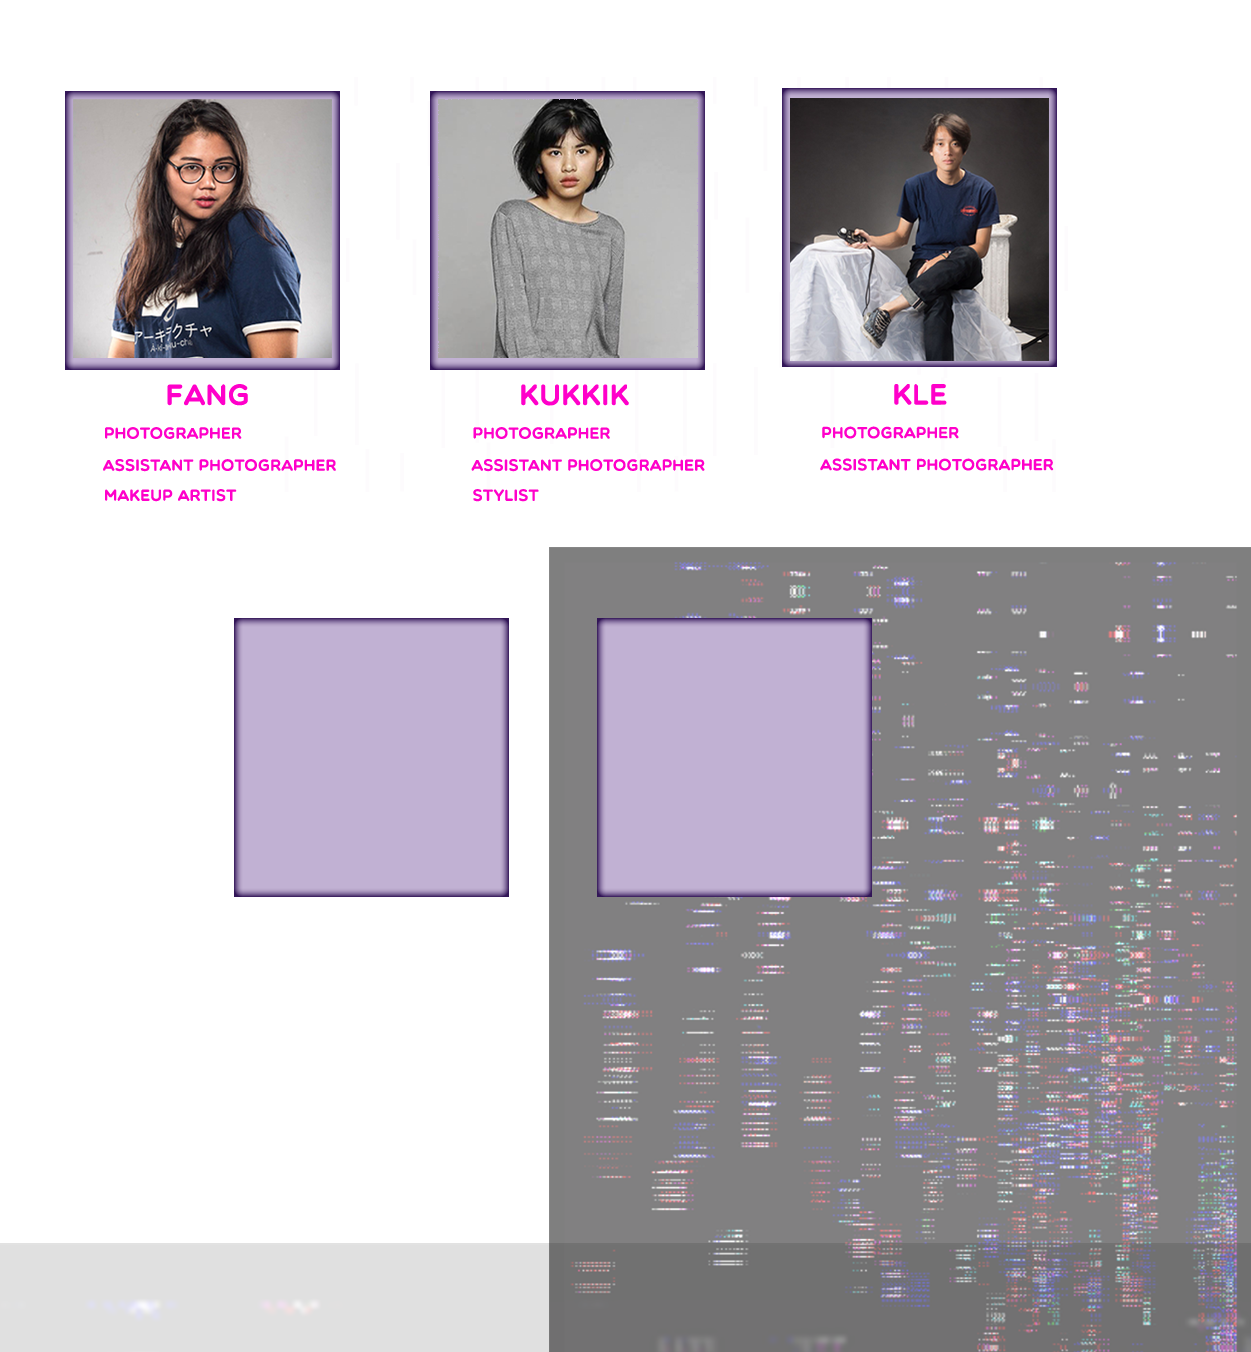 アーキテクチャ
FANG
KUKKIK
KLE
PHOTOGRAPHER
PHOTOGRAPHER
PHOTOGRAPHER
ASSISTANT PHOTOGRAPHER
ASSISTANT PHOTOGRAPHER
ASSISTANT PHOTOGRAPHER
MAKEUP ARTIST
STYLIST